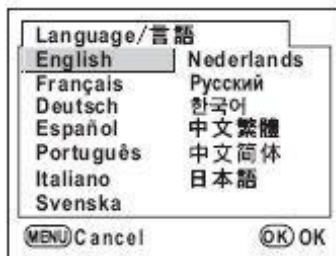 Language/言語
English
Français
Deutsch
Español
Português
Italiano
Svenska
Nederlands
Русский
한국어
中文繁體
中文简体
日本語
MENU Cancel
OK OK